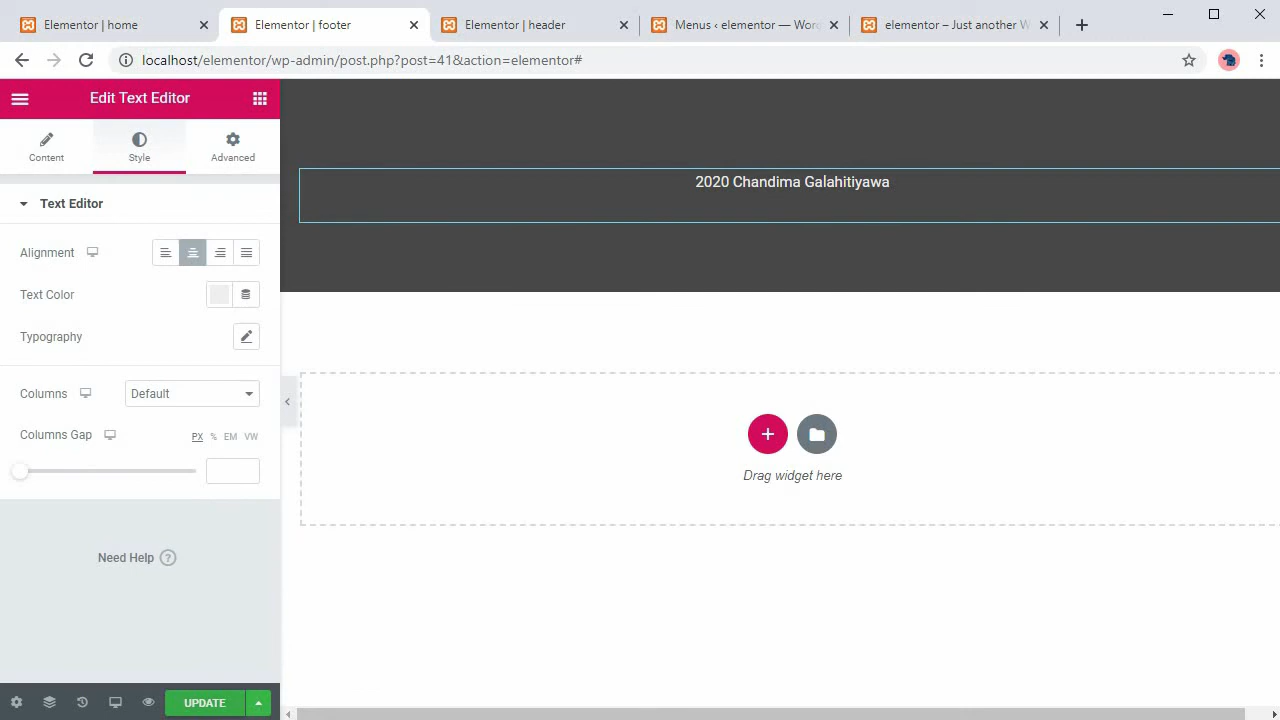 Elementor | home
Elementor | footer
Elementor | header
Menus ‹ elementor — Wor
elementor – Just another W
localhost/elementor/wp-admin/post.php?post=41&action=elementor#
Edit Text Editor
Content
Style
Advanced
Text Editor
Alignment
Text Color
Typography
Columns
Default
Columns Gap
PX % EM VW
Need Help ?
UPDATE
2020 Chandima Galahitiyawa
Drag widget here